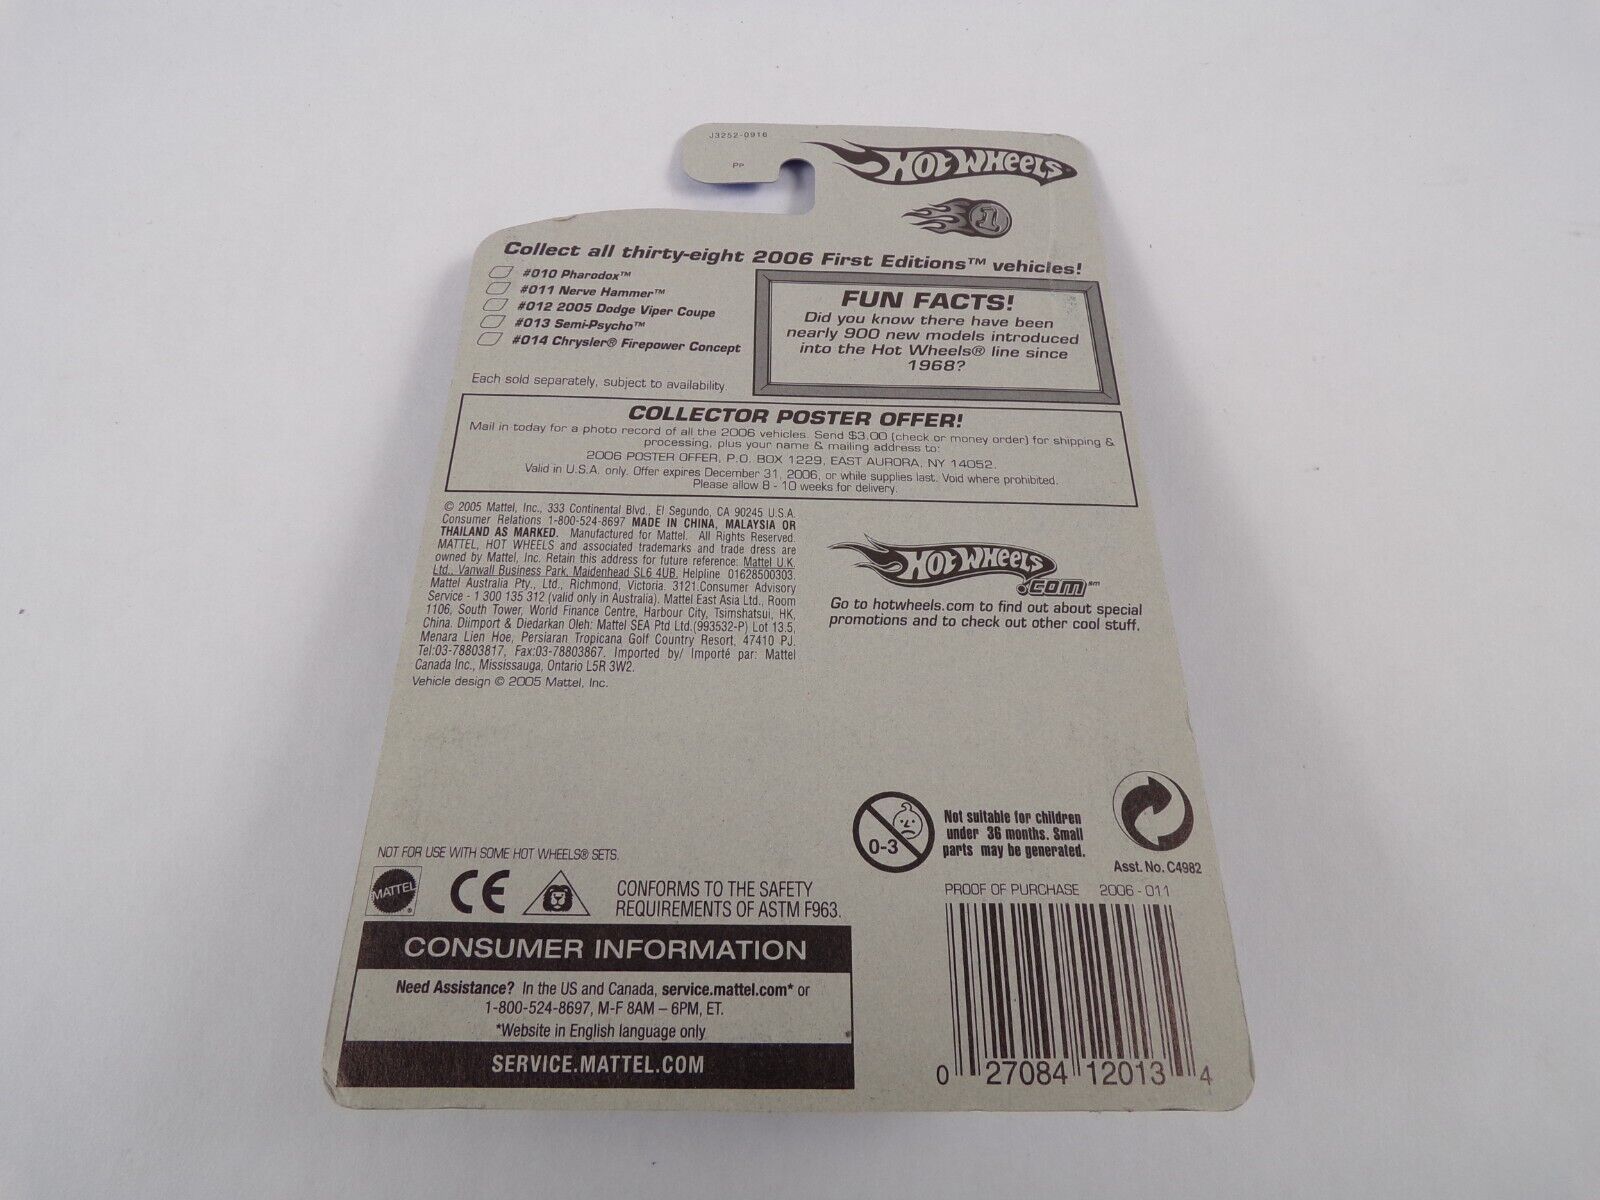 J3252-0916
PP
HOT WHEELS
1
Collect all thirty-eight 2006 First Editions™ vehicles!
#010 Pharodox™
#011 Nerve Hammer™
#012 2005 Dodge Viper Coupe
#013 Semi-Psycho™
#014 Chrysler® Firepower Concept
Each sold separately, subject to availability.
FUN FACTS!
Did you know there have been
nearly 900 new models introduced
into the Hot Wheels® line since
1968?
COLLECTOR POSTER OFFER!
Mail in today for a photo record of all the 2006 vehicles. Send $3.00 (check or money order) for shipping &
processing, plus your name & mailing address to:
2006 POSTER OFFER, P.O. BOX 1229, EAST AURORA, NY 14052.
Valid in U.S.A. only. Offer expires December 31, 2006, or while supplies last. Void where prohibited.
Please allow 8 - 10 weeks for delivery.
© 2005 Mattel, Inc., 333 Continental Blvd., El Segundo, CA 90245 U.S.A.
Consumer Relations 1-800-524-8697 MADE IN CHINA, MALAYSIA OR
THAILAND AS MARKED. Manufactured for Mattel. All Rights Reserved.
MATTEL, HOT WHEELS and associated trademarks and trade dress are
owned by Mattel, Inc. Retain this address for future reference: Mattel U.K.
Ltd., Vanwall Business Park, Maidenhead SL6 4UB. Helpline 01628500303.
Mattel Australia Pty., Ltd., Richmond, Victoria. 3121.Consumer Advisory
Service - 1 300 135 312 (valid only in Australia). Mattel East Asia Ltd., Room
1106, South Tower, World Finance Centre, Harbour City, Tsimshatsui, HK,
China. Diimport & Diedarkan Oleh: Mattel SEA Ptd Ltd.(993532-P) Lot 13.5,
Menara Lien Hoe, Persiaran Tropicana Golf Country Resort, 47410 PJ.
Tel:03-78803817, Fax:03-78803867. Imported by/ Importé par: Mattel
Canada Inc., Mississauga, Ontario L5R 3W2.
Vehicle design © 2005 Mattel, Inc.
HOT WHEELS
.COM℠
Go to hotwheels.com to find out about special
promotions and to check out other cool stuff.
0-3
Not suitable for children
under 36 months. Small
parts may be generated.
Asst. No. C4982
NOT FOR USE WITH SOME HOT WHEELS® SETS.
MATTEL®
CE
CONFORMS TO THE SAFETY
REQUIREMENTS OF ASTM F963.
PROOF OF PURCHASE 2006 - 011
CONSUMER INFORMATION
Need Assistance? In the US and Canada, service.mattel.com* or
1-800-524-8697, M-F 8AM – 6PM, ET.
*Website in English language only
SERVICE.MATTEL.COM
0 27084 12013 4